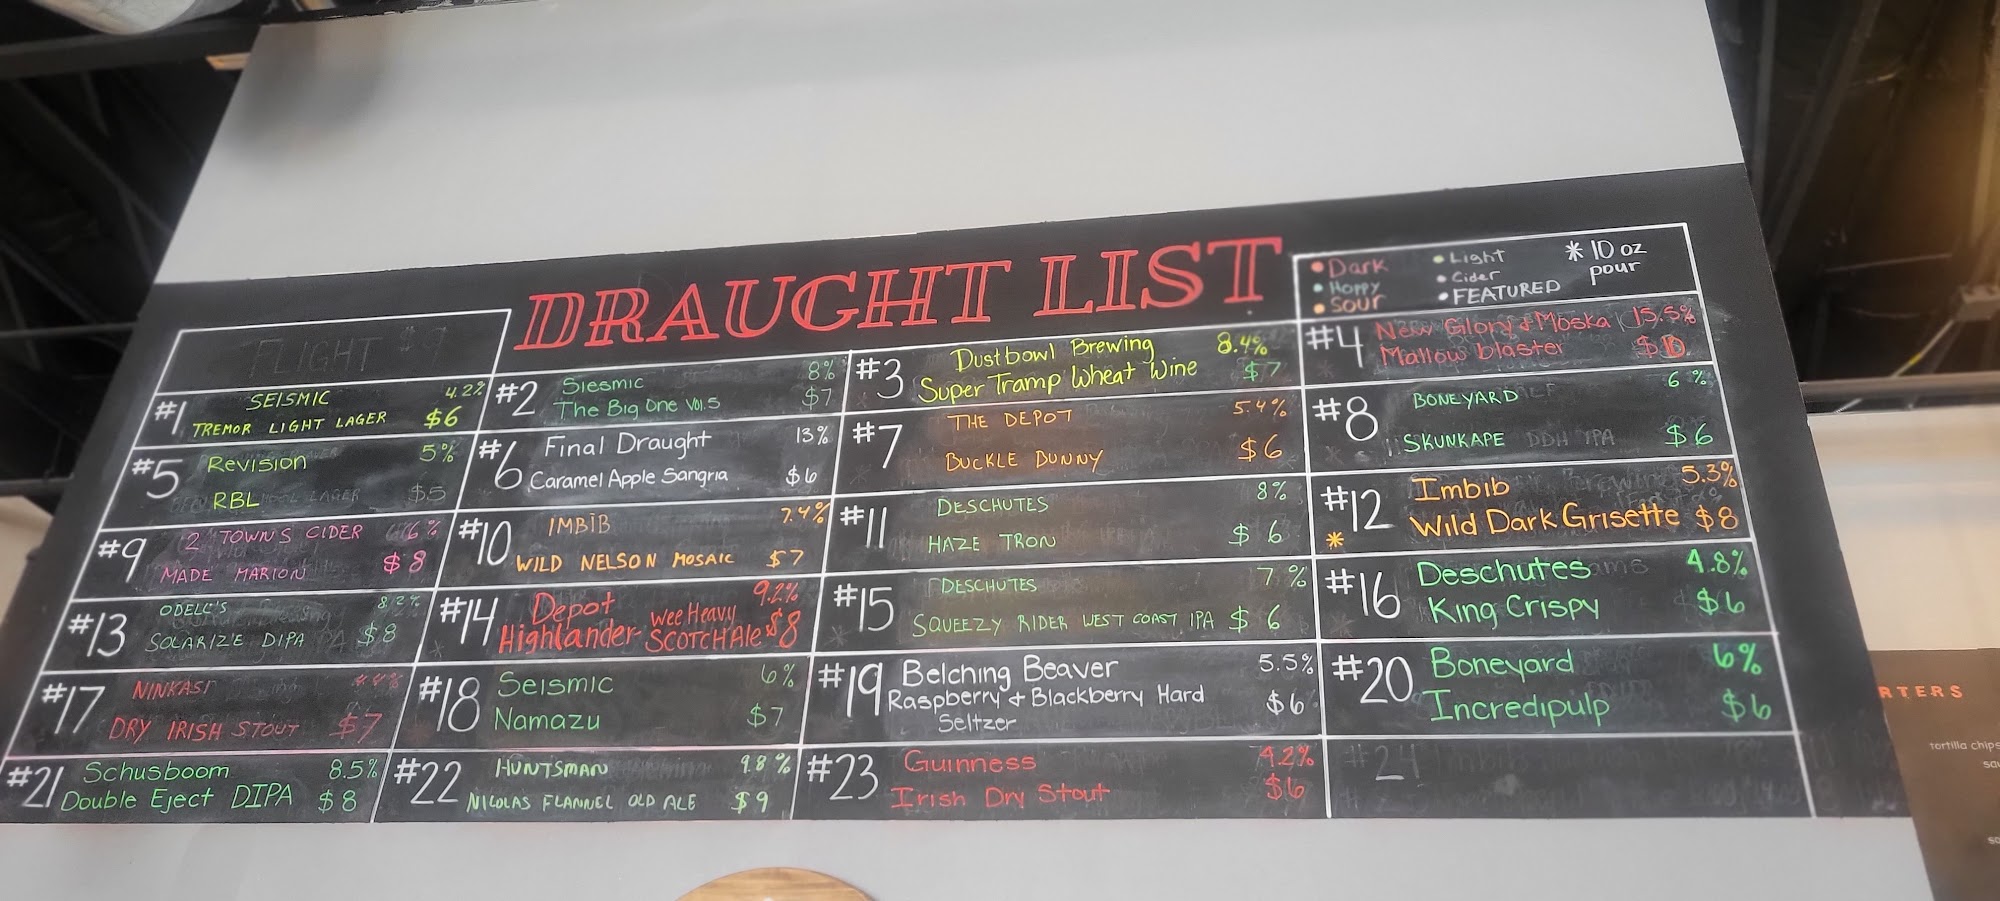 DRAUGHT LIST
Dark
Hoppy
Sour
Light
Cider
FEATURED
* 10 oz
pour
FLIGHT
#1 SEISMIC 4.2%
TREMOR LIGHT LAGER $6
#2 Siesmic 8%
The Big One Vol.5 $7
#3 Dustbowl Brewing 8.4%
Super Tramp Wheat Wine $7
#4 New Glory & Moska 15.5%
Mallow blaster
#5 Revision 5%
RBL $5
#6 Final Draught 13%
Caramel Apple Sangria $6
#7 THE DEPOT 5.4%
BUCKLE BUNNY $6
#8 BONEYARD 6%
SKUNKAPE DDH IPA $6
#9 2 TOWNS CIDER 6%
MADE MARION $8
#10 IMBIB 7.4%
WILD NELSON MOSAIC $7
#11 DESCHUTES 8%
HAZE TRON $6
#12 Imbib 5.3%
* Wild Dark Grisette $8
#13 ODELL'S 8.2%
SOLARIZE DIPA $8
#14 Depot Wee Heavy 9.2%
Highlander SCOTCH Ale $8
#15 DESCHUTES 7%
SQUEEZY RIDER WEST COAST IPA $6
#16 Deschutes 4.8%
King Crispy $6
#17 NINKASI
DRY IRISH STOUT $7
#18 Seismic 6%
Namazu $7
#19 Belching Beaver 5.5%
Raspberry & Blackberry Hard $6
Seltzer
#20 Boneyard 6%
Incredipulp $6
#21 Schusboom 8.5%
Double Eject DIPA $8
#22 HUNTSMAN 9.8%
NICOLAS FLANNEL OLD ALE $9
#23 Guinness 4.2%
Irish Dry Stout $6
#24
RTERS
tortilla chips